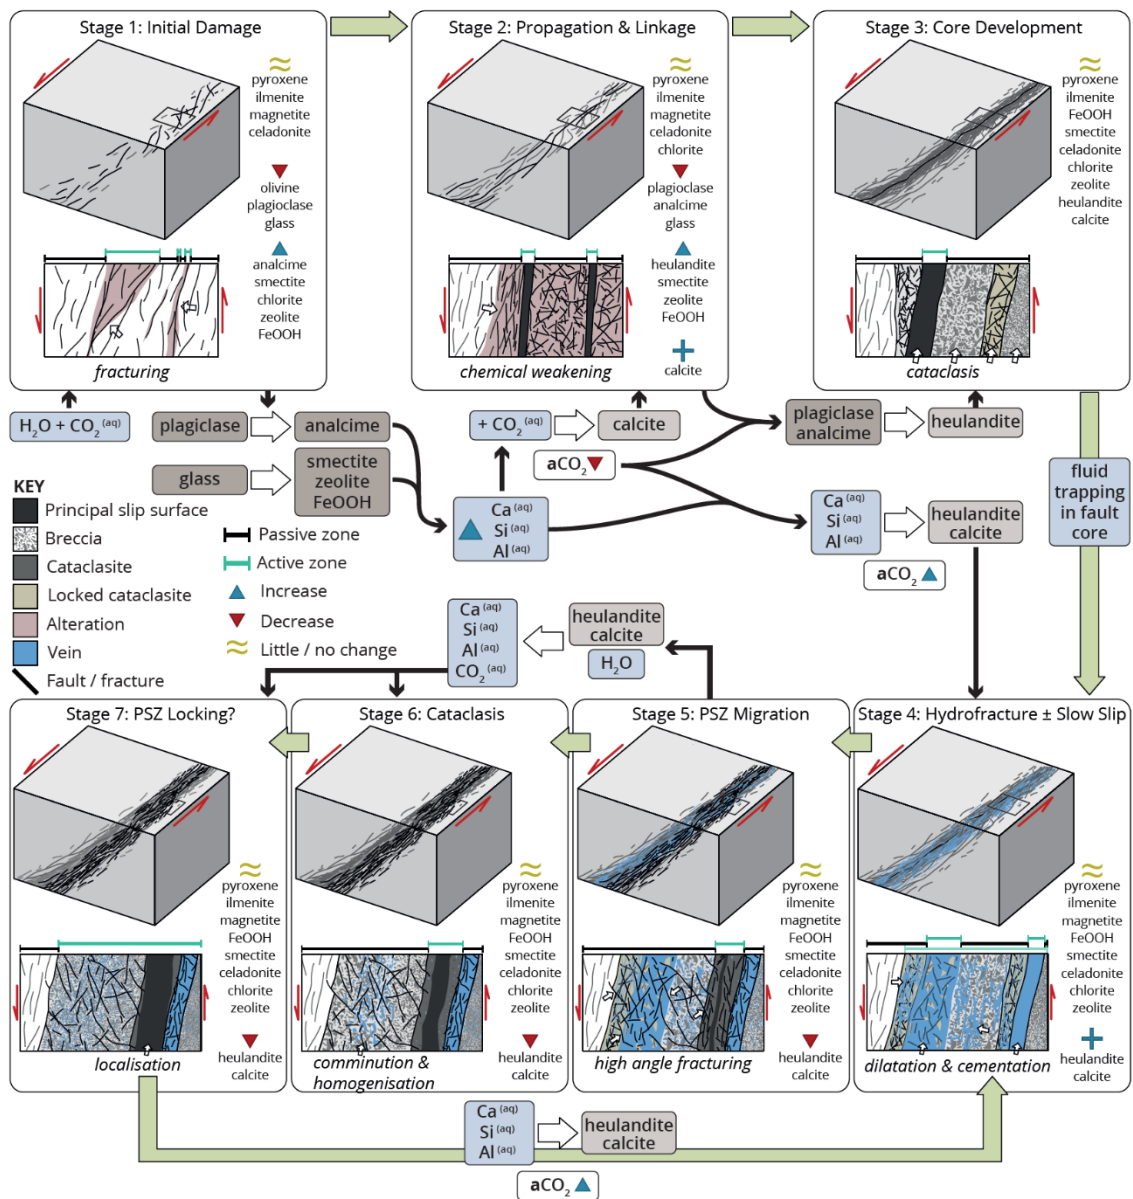 Stage 1: Initial Damage
≈
pyroxene
ilmenite
magnetite
celadonite
olivine
plagioclase
glass
analcime
smectite
chlorite
zeolite
FeOOH
fracturing
Stage 2: Propagation & Linkage
≈
pyroxene
ilmenite
magnetite
celadonite
chlorite
plagioclase
analcime
glass
heulandite
smectite
zeolite
FeOOH
+
calcite
chemical weakening
Stage 3: Core Development
≈
pyroxene
ilmenite
FeOOH
smectite
celadonite
chlorite
zeolite
heulandite
calcite
cataclasis
H₂O + CO₂ (aq)
plagiclase
analcime
glass
smectite
zeolite
FeOOH
+ CO₂ (aq)
calcite
aCO₂
Ca (aq)
Si (aq)
Al (aq)
plagiclase
analcime
heulandite
Ca (aq)
Si (aq)
Al (aq)
heulandite
calcite
aCO₂
fluid
trapping
in fault
core
KEY
Principal slip surface
Breccia
Cataclasite
Locked cataclasite
Alteration
Vein
Fault / fracture
Passive zone
Active zone
Increase
Decrease
≈ Little / no change
Ca (aq)
Si (aq)
Al (aq)
CO₂ (aq)
heulandite
calcite
H₂O
Stage 7: PSZ Locking?
≈
pyroxene
ilmenite
magnetite
FeOOH
smectite
celadonite
chlorite
zeolite
heulandite
calcite
localisation
Stage 6: Cataclasis
≈
pyroxene
ilmenite
magnetite
FeOOH
smectite
celadonite
chlorite
zeolite
heulandite
calcite
comminution &
homogenisation
Stage 5: PSZ Migration
≈
pyroxene
ilmenite
magnetite
FeOOH
smectite
celadonite
chlorite
zeolite
heulandite
calcite
high angle fracturing
Stage 4: Hydrofracture ± Slow Slip
≈
pyroxene
ilmenite
magnetite
FeOOH
smectite
celadonite
chlorite
zeolite
+
heulandite
calcite
dilatation & cementation
Ca (aq)
Si (aq)
Al (aq)
heulandite
calcite
aCO₂